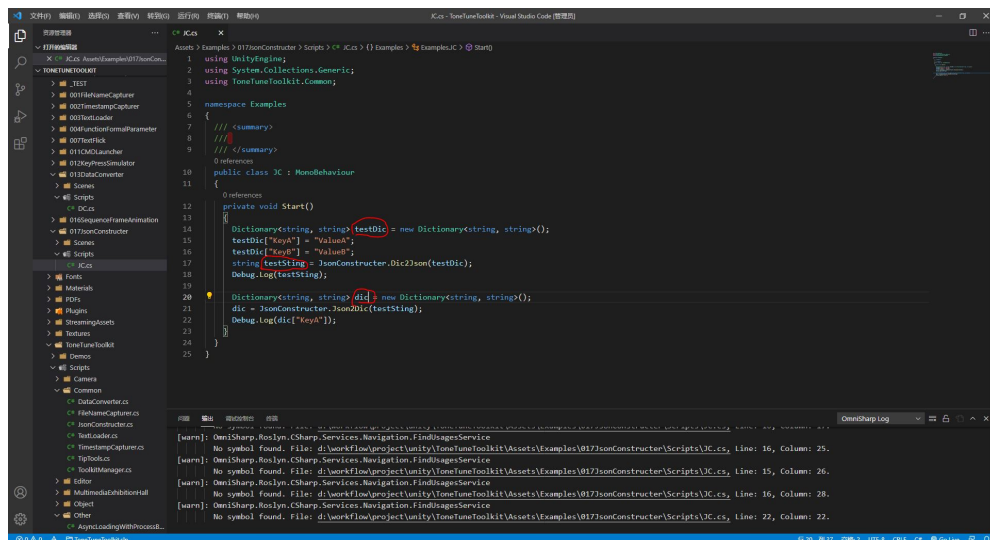 文件(F) 编辑(E) 选择(S) 查看(V) 转到(G) 运行(R) 终端(T) 帮助(H)
JC.cs - ToneTuneToolkit - Visual Studio Code [管理员]
资源管理器
打开的编辑器
JC.cs Assets\Examples\017JsonCon...
TONETUNETOOLKIT
_TEST
001FileNameCapturer
002TimestampCapturer
003TextLoader
004FunctionFormalParameter
007TextFlick
011CMDLauncher
012KeyPressSimulator
013DataConverter
Scenes
Scripts
DC.cs
016SequenceFrameAnimation
017JsonConstructer
Scenes
Scripts
JC.cs
Fonts
Materials
PDFs
Plugins
StreamingAssets
Textures
ToneTuneToolkit
Demos
Scripts
Camera
Common
DataConverter.cs
FileNameCapturer.cs
JsonConstructer.cs
TextLoader.cs
TimestampCapturer.cs
TipTools.cs
ToolkitManager.cs
Editor
MultimediaExhibitionHall
Object
Other
AsyncLoadingWithProcessB...
JC.cs
Assets > Examples > 017JsonConstructer > Scripts > JC.cs > {} Examples > Examples.JC > Start()
1 using UnityEngine;
2 using System.Collections.Generic;
3 using ToneTuneToolkit.Common;
4
5 namespace Examples
6 {
7 /// <summary>
8 ///
9 /// </summary>
0 references
10 public class JC : MonoBehaviour
11 {
0 references
12 private void Start()
13 {
14 Dictionary<string, string> testDic = new Dictionary<string, string>();
15 testDic["KeyA"] = "ValueA";
16 testDic["KeyB"] = "ValueB";
17 string testSting = JsonConstructer.Dic2Json(testDic);
18 Debug.Log(testSting);
19
20 Dictionary<string, string> dic = new Dictionary<string, string>();
21 dic = JsonConstructer.Json2Dic(testSting);
22 Debug.Log(dic["KeyA"]);
23 }
24 }
25 }
问题 输出 调试控制台 终端
OmniSharp Log
[warn]: OmniSharp.Roslyn.CSharp.Services.Navigation.FindUsagesService
No symbol found. File: d:\workflow\project\unity\ToneTuneToolkit\Assets\Examples\017JsonConstructer\Scripts\JC.cs, Line: 16, Column: 25.
[warn]: OmniSharp.Roslyn.CSharp.Services.Navigation.FindUsagesService
No symbol found. File: d:\workflow\project\unity\ToneTuneToolkit\Assets\Examples\017JsonConstructer\Scripts\JC.cs, Line: 15, Column: 26.
[warn]: OmniSharp.Roslyn.CSharp.Services.Navigation.FindUsagesService
No symbol found. File: d:\workflow\project\unity\ToneTuneToolkit\Assets\Examples\017JsonConstructer\Scripts\JC.cs, Line: 16, Column: 28.
[warn]: OmniSharp.Roslyn.CSharp.Services.Navigation.FindUsagesService
No symbol found. File: d:\workflow\project\unity\ToneTuneToolkit\Assets\Examples\017JsonConstructer\Scripts\JC.cs, Line: 22, Column: 22.